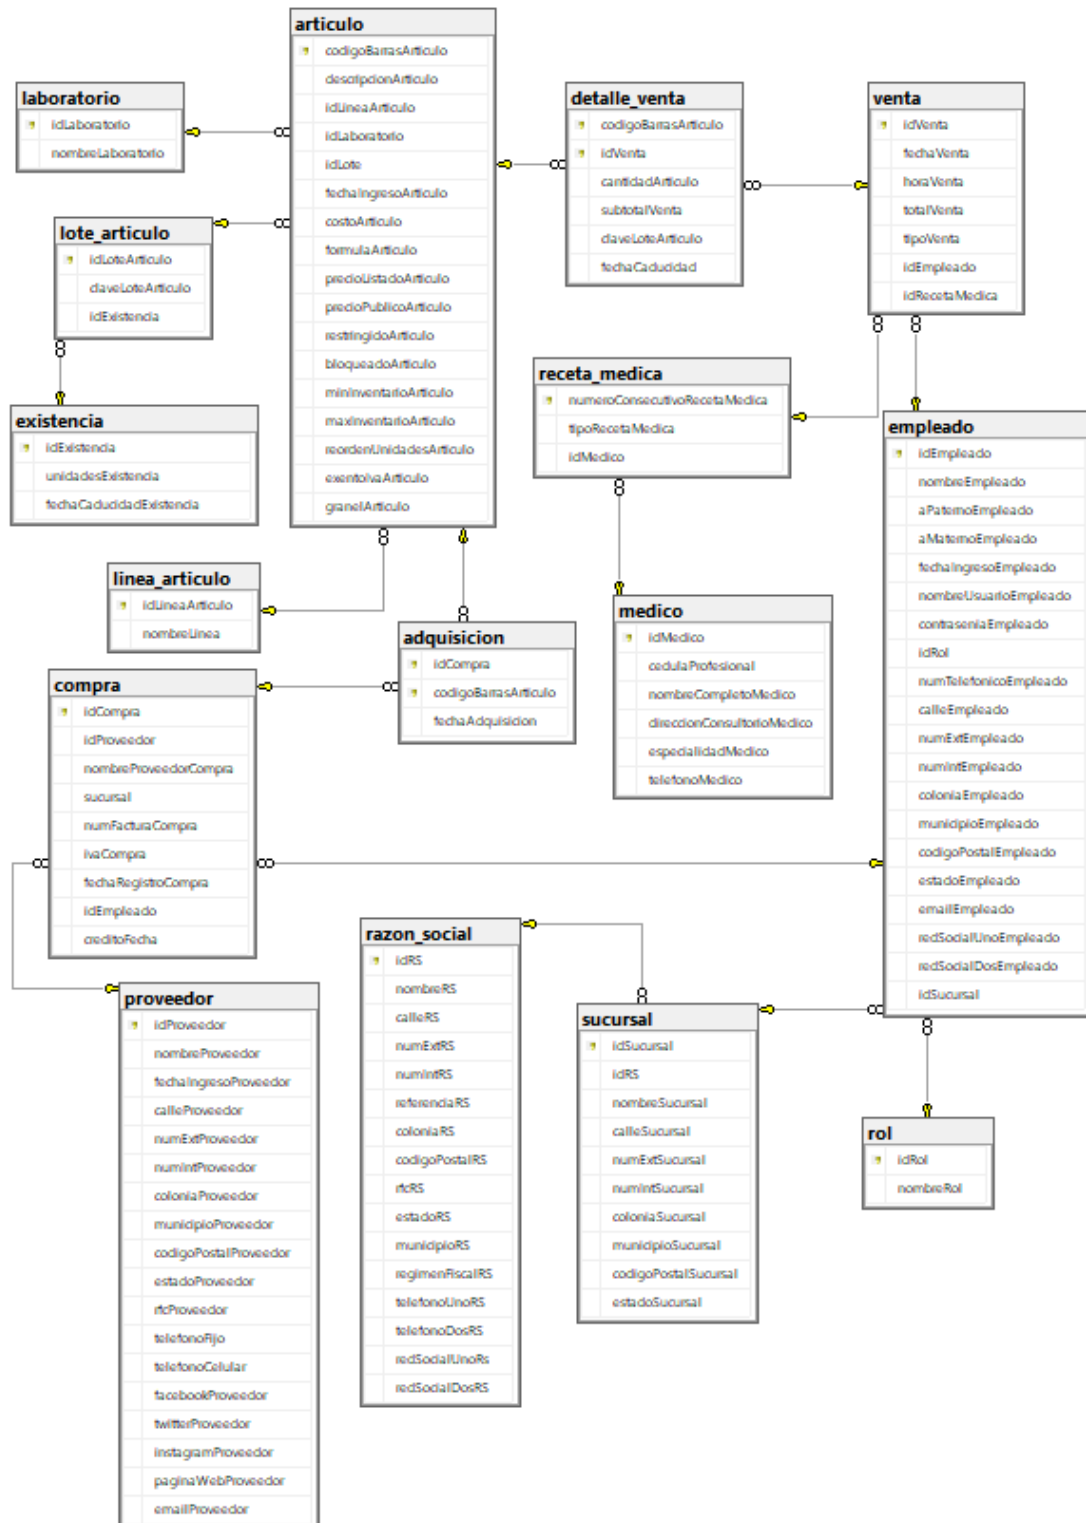 articulo
codigoBarrasArticulo
descripcionArticulo
idLineaArticulo
idLaboratorio
idLote
fechaIngresoArticulo
costoArticulo
formulaArticulo
precioListadoArticulo
precioPublicoArticulo
restringidoArticulo
bloqueadoArticulo
minInventarioArticulo
maxInventarioArticulo
reordenUnidadesArticulo
exentoIvaArticulo
granelArticulo
laboratorio
idLaboratorio
nombreLaboratorio
lote_articulo
idLoteArticulo
claveLoteArticulo
idExistencia
existencia
idExistencia
unidadesExistencia
fechaCaducidadExistencia
linea_articulo
idLineaArticulo
nombreLinea
detalle_venta
codigoBarrasArticulo
idVenta
cantidadArticulo
subtotalVenta
claveLoteArticulo
fechaCaducidad
venta
idVenta
fechaVenta
horaVenta
totalVenta
tipoVenta
idEmpleado
idRecetaMedica
receta_medica
numeroConsecutivoRecetaMedica
tipoRecetaMedica
idMedico
medico
idMedico
cedulaProfesional
nombreCompletoMedico
direccionConsultorioMedico
especialidadMedico
telefonoMedico
empleado
idEmpleado
nombreEmpleado
aPaternoEmpleado
aMaternoEmpleado
fechaIngresoEmpleado
nombreUsuarioEmpleado
contraseniaEmpleado
idRol
numTelefonicoEmpleado
calleEmpleado
numExtEmpleado
numIntEmpleado
coloniaEmpleado
municipioEmpleado
codigoPostalEmpleado
estadoEmpleado
emailEmpleado
redSocialUnoEmpleado
redSocialDosEmpleado
idSucursal
adquisicion
idCompra
codigoBarrasArticulo
fechaAdquisicion
compra
idCompra
idProveedor
nombreProveedorCompra
sucursal
numFacturaCompra
ivaCompra
fechaRegistroCompra
idEmpleado
creditoFecha
proveedor
idProveedor
nombreProveedor
fechaIngresoProveedor
calleProveedor
numExtProveedor
numIntProveedor
coloniaProveedor
municipioProveedor
codigoPostalProveedor
estadoProveedor
rfcProveedor
telefonoFijo
telefonoCelular
facebookProveedor
twitterProveedor
instagramProveedor
paginaWebProveedor
emailProveedor
razon_social
idRS
nombreRS
calleRS
numExtRS
numIntRS
referenciaRS
coloniaRS
codigoPostalRS
rfcRS
estadoRS
municipioRS
regimenFiscalRS
telefonoUnoRS
telefonoDosRS
redSocialUnoRs
redSocialDosRS
sucursal
idSucursal
idRS
nombreSucursal
calleSucursal
numExtSucursal
numIntSucursal
coloniaSucursal
municipioSucursal
codigoPostalSucursal
estadoSucursal
rol
idRol
nombreRol